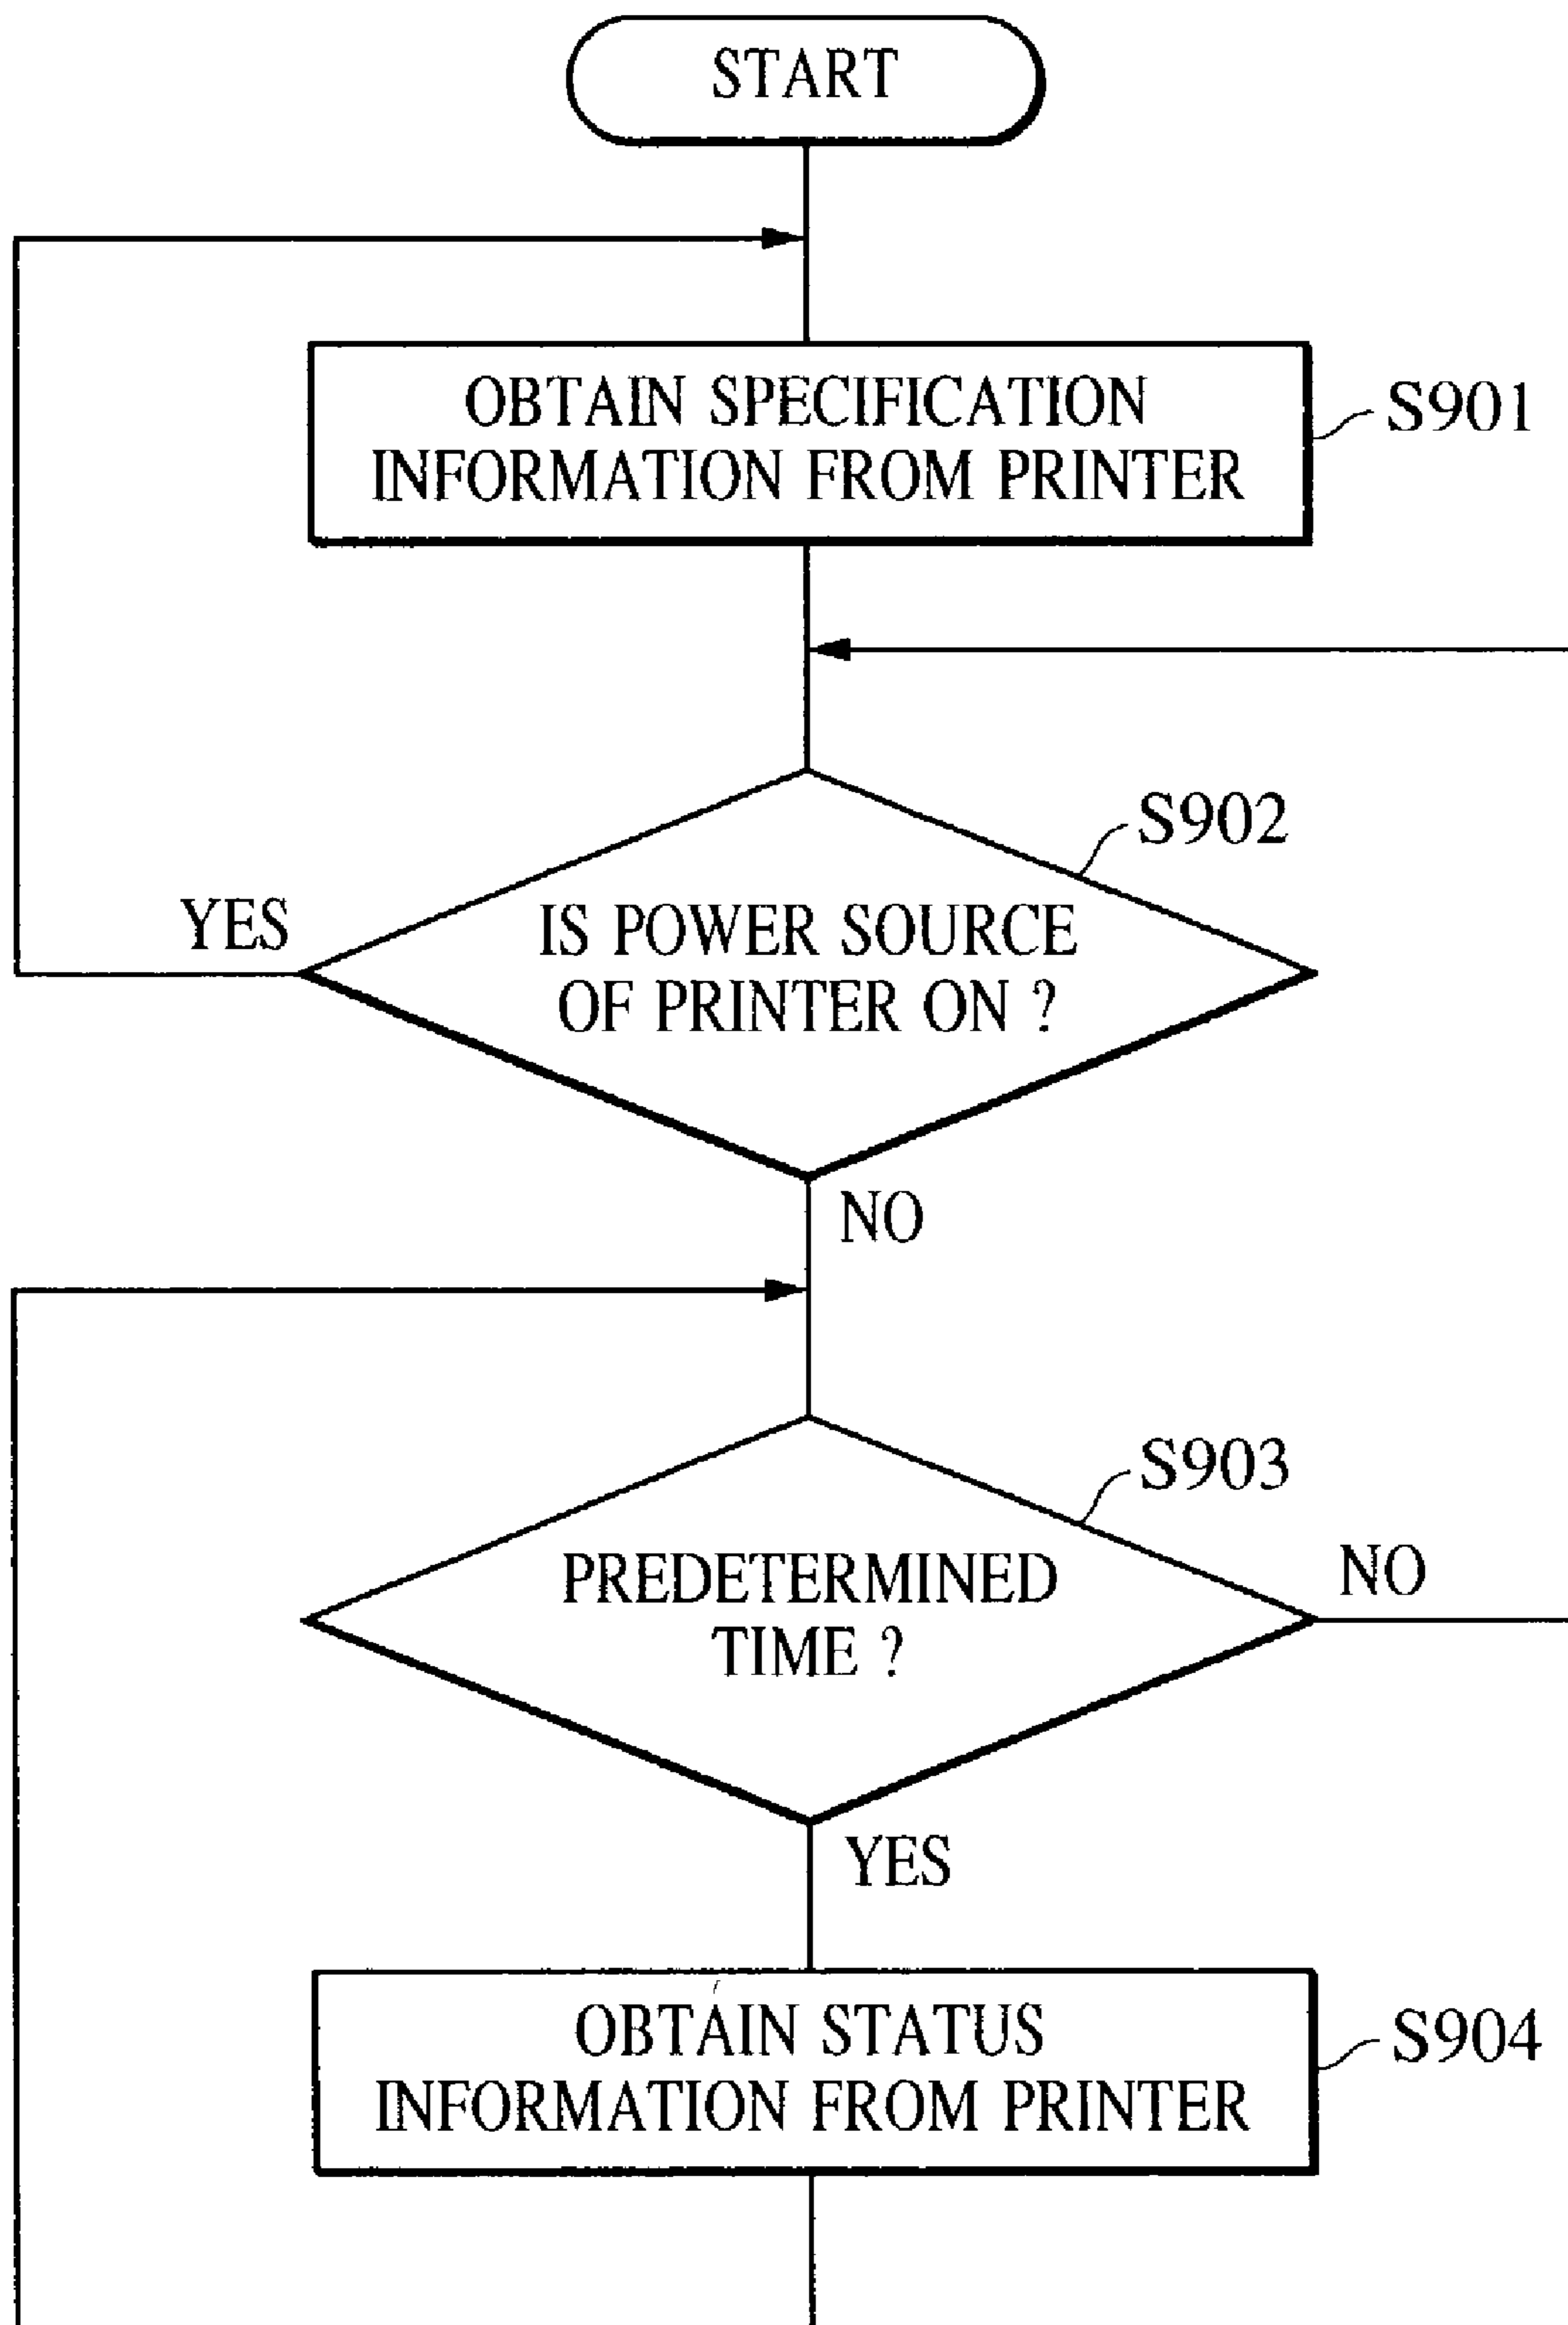 START
OBTAIN SPECIFICATION
INFORMATION FROM PRINTER
S901
S902
YES
IS POWER SOURCE
OF PRINTER ON ?
NO
S903
PREDETERMINED
TIME ?
NO
YES
OBTAIN STATUS
INFORMATION FROM PRINTER
S904